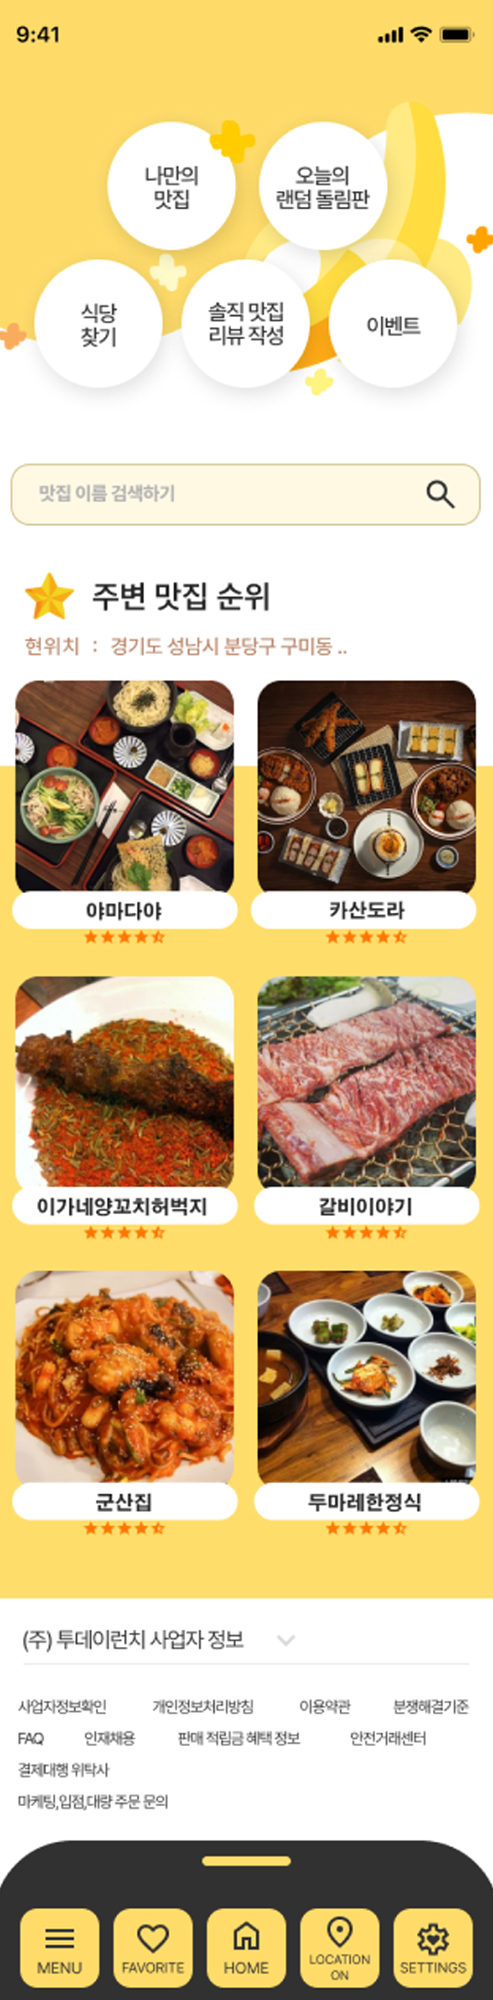 9:41
나만의
맛집
오늘의
랜덤 돌림판
식당
찾기
솔직 맛집
리뷰 작성
이벤트
맛집 이름 검색하기
주변 맛집 순위
현위치 : 경기도 성남시 분당구 구미동 ..
야마다야
카산도라
이가네양꼬치허벅지
갈비이야기
군산집
두마레한정식
(주) 투데이런치 사업자 정보
사업자정보확인 개인정보처리방침 이용약관 분쟁해결기준
FAQ 인재채용 판매 적립금 혜택 정보 안전거래센터
결제대행 위탁사
마케팅,입점,대량 주문 문의
MENU
FAVORITE
HOME
LOCATION
ON
SETTINGS